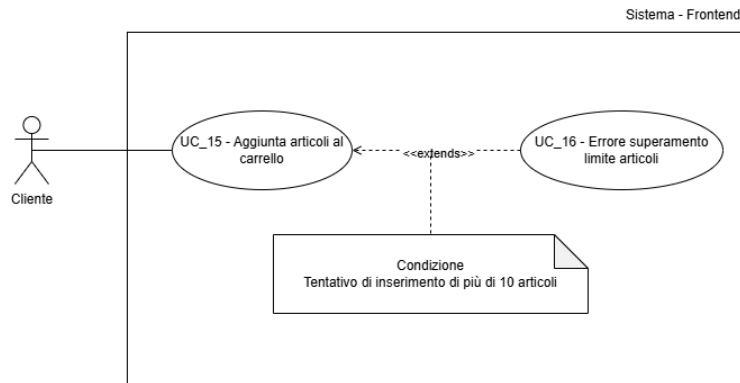 Sistema - Frontend
UC_15 - Aggiunta articoli al
carrello
<<extends>>
UC_16 - Errore superamento
limite articoli
Cliente
Condizione
Tentativo di inserimento di più di 10 articoli